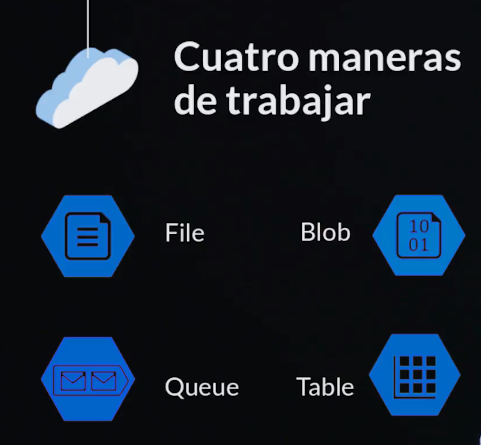 Cuatro maneras
de trabajar
File
Blob
10
01
Queue
Table